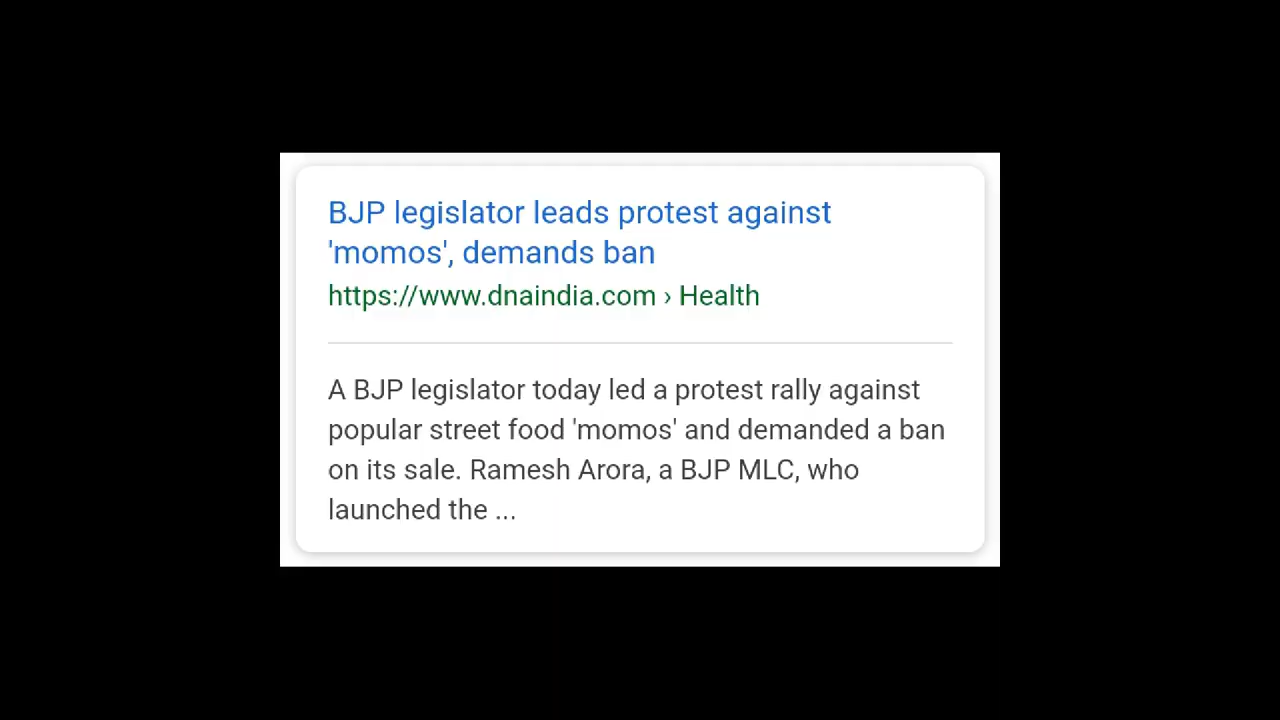 BJP legislator leads protest against
'momos', demands ban
https://www.dnaindia.com › Health
A BJP legislator today led a protest rally against
popular street food 'momos' and demanded a ban
on its sale. Ramesh Arora, a BJP MLC, who
launched the ...